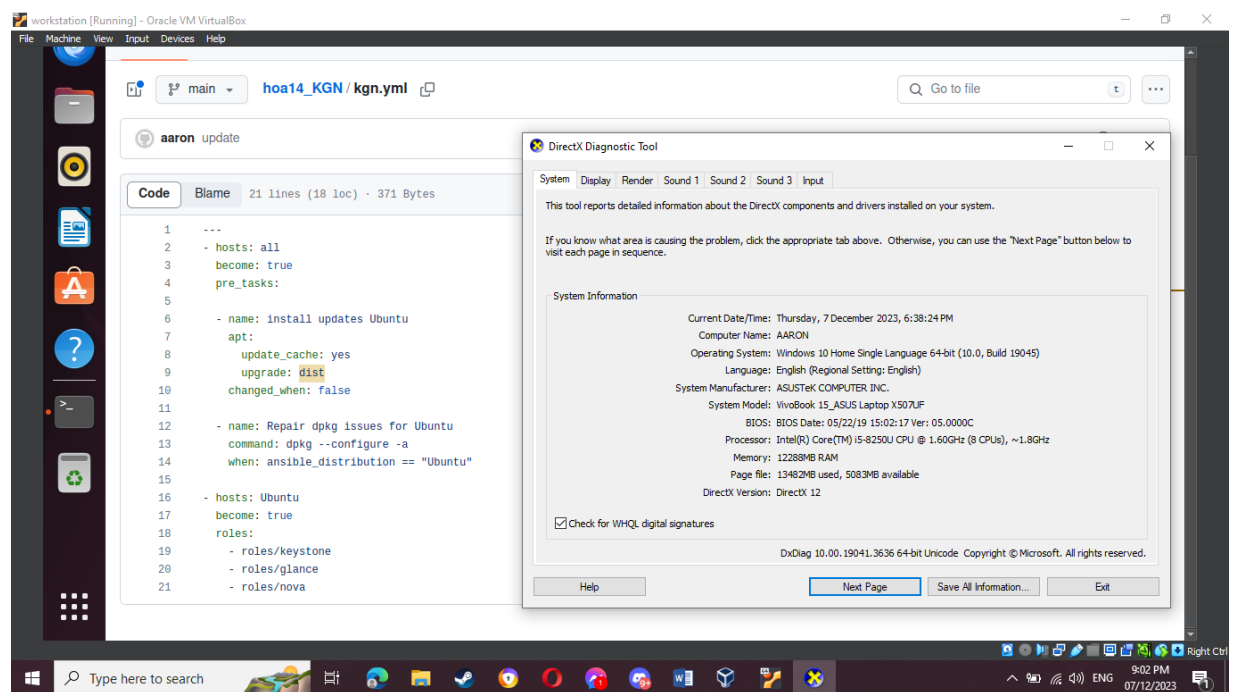 workstation [Running] - Oracle VM VirtualBox
File Machine View Input Devices Help
main
hoa14_KGN / kgn.yml
Go to file
t
aaron update
Code Blame 21 lines (18 loc) · 371 Bytes
1 ---
2 - hosts: all
3 become: true
4 pre_tasks:
5
6 - name: install updates Ubuntu
7 apt:
8 update_cache: yes
9 upgrade: dist
10 changed_when: false
11
12 - name: Repair dpkg issues for Ubuntu
13 command: dpkg --configure -a
14 when: ansible_distribution == "Ubuntu"
15
16 - hosts: Ubuntu
17 become: true
18 roles:
19 - roles/keystone
20 - roles/glance
21 - roles/nova
DirectX Diagnostic Tool
System Display Render Sound 1 Sound 2 Sound 3 Input
This tool reports detailed information about the DirectX components and drivers installed on your system.
If you know what area is causing the problem, click the appropriate tab above. Otherwise, you can use the "Next Page" button below to
visit each page in sequence.
System Information
Current Date/Time: Thursday, 7 December 2023, 6:38:24 PM
Computer Name: AARON
Operating System: Windows 10 Home Single Language 64-bit (10.0, Build 19045)
Language: English (Regional Setting: English)
System Manufacturer: ASUSTeK COMPUTER INC.
System Model: VivoBook 15_ASUS Laptop X507UF
BIOS: BIOS Date: 05/22/19 15:02:17 Ver: 05.0000C
Processor: Intel(R) Core(TM) i5-8250U CPU @ 1.60GHz (8 CPUs), ~1.8GHz
Memory: 12288MB RAM
Page file: 13482MB used, 5083MB available
DirectX Version: DirectX 12
Check for WHQL digital signatures
DxDiag 10.00.19041.3636 64-bit Unicode Copyright © Microsoft. All rights reserved.
Help Next Page Save All Information... Exit
Right Ctrl
Type here to search
ENG
9:02 PM
07/12/2023
1